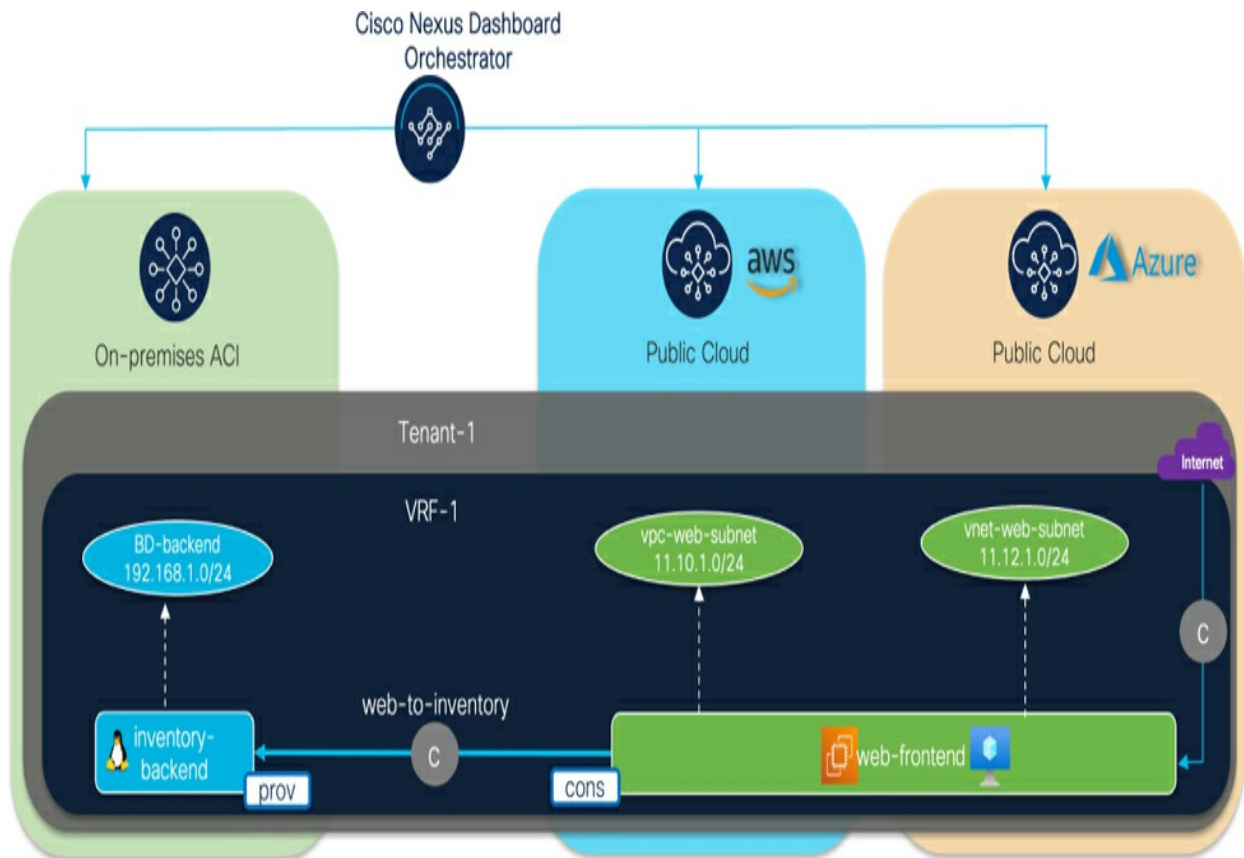 Cisco Nexus Dashboard
Orchestrator
aws
Azure
On-premises ACI
Public Cloud
Public Cloud
Tenant-1
Internet
VRF-1
BD-backend
192.168.1.0/24
vpc-web-subnet
11.10.1.0/24
vnet-web-subnet
11.12.1.0/24
C
web-to-inventory
inventory-
backend
C
web-frontend
prov
cons